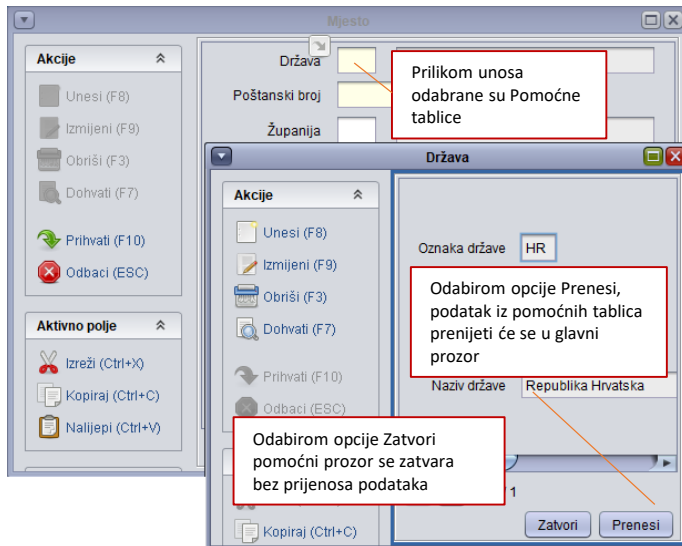 Mjesto
Akcije
Unesi (F8)
Izmijeni (F9)
Obriši (F3)
Dohvati (F7)
Prihvati (F10)
Odbaci (ESC)
Aktivno polje
Izreži (Ctrl+X)
Kopiraj (Ctrl+C)
Nalijepi (Ctrl+V)
Država
Poštanski broj
Županija
Prilikom unosa
odabrane su Pomoćne
tablice
Država
Akcije
Unesi (F8)
Izmijeni (F9)
Obriši (F3)
Dohvati (F7)
Prihvati (F10)
Odbaci (ESC)
Kopiraj (Ctrl+C)
Oznaka države HR
Odabirom opcije Prenesi,
podatak iz pomoćnih tablica
prenijeti će se u glavni
prozor
Naziv države Republika Hrvatska
Odabirom opcije Zatvori
pomoćni prozor se zatvara
bez prijenosa podataka
1
Zatvori Prenesi